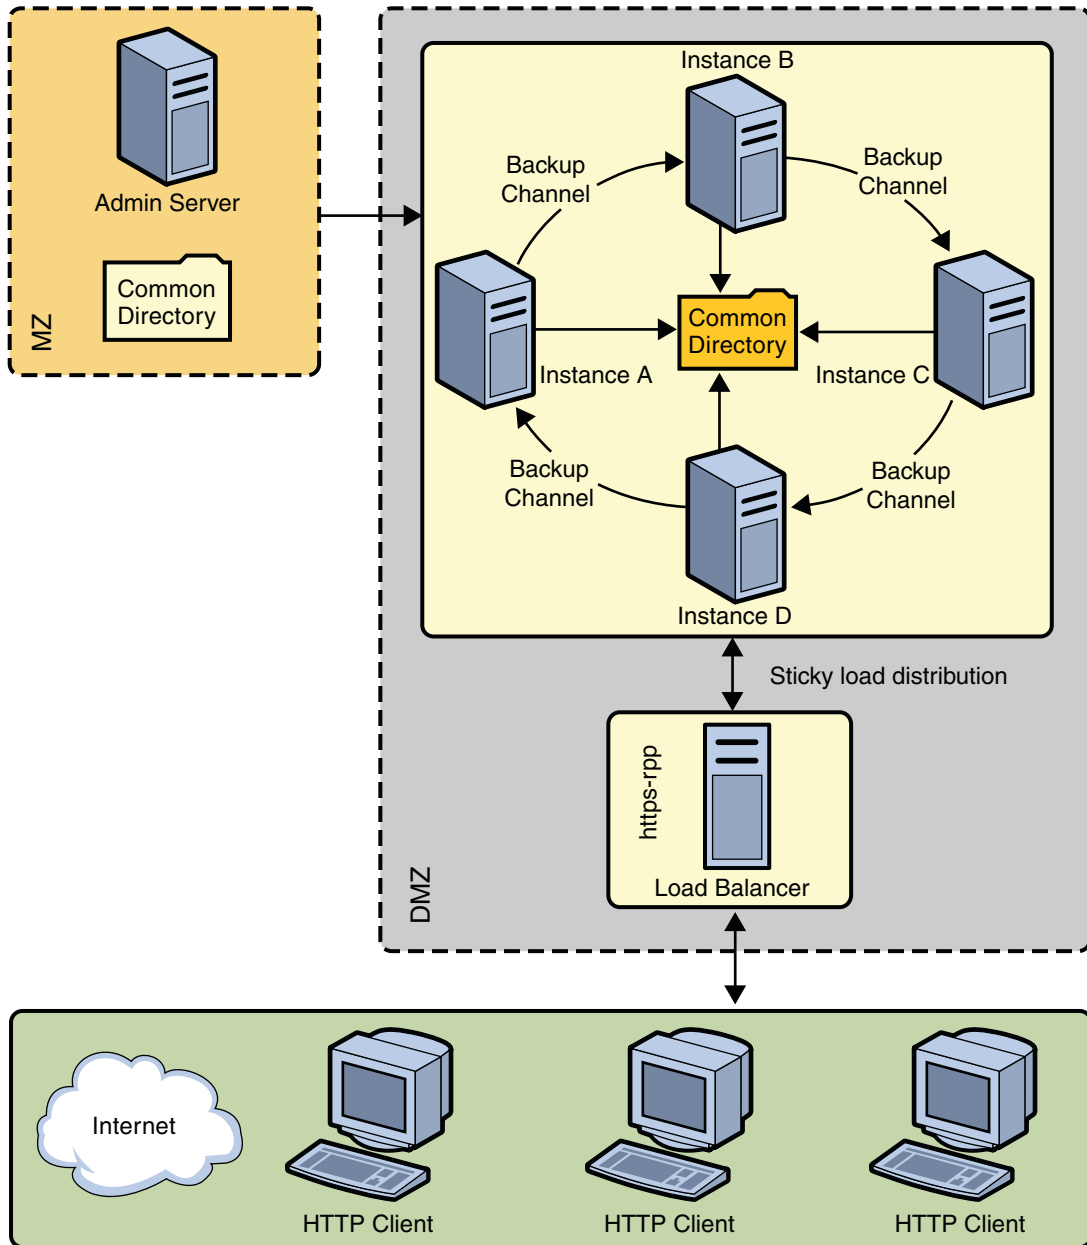 Admin Server
Common
Directory
MZ
Instance B
Backup
Channel
Backup
Channel
Common
Directory
Instance A
Instance C
Backup
Channel
Backup
Channel
Instance D
Sticky load distribution
https-rpp
Load Balancer
DMZ
Internet
HTTP Client
HTTP Client
HTTP Client